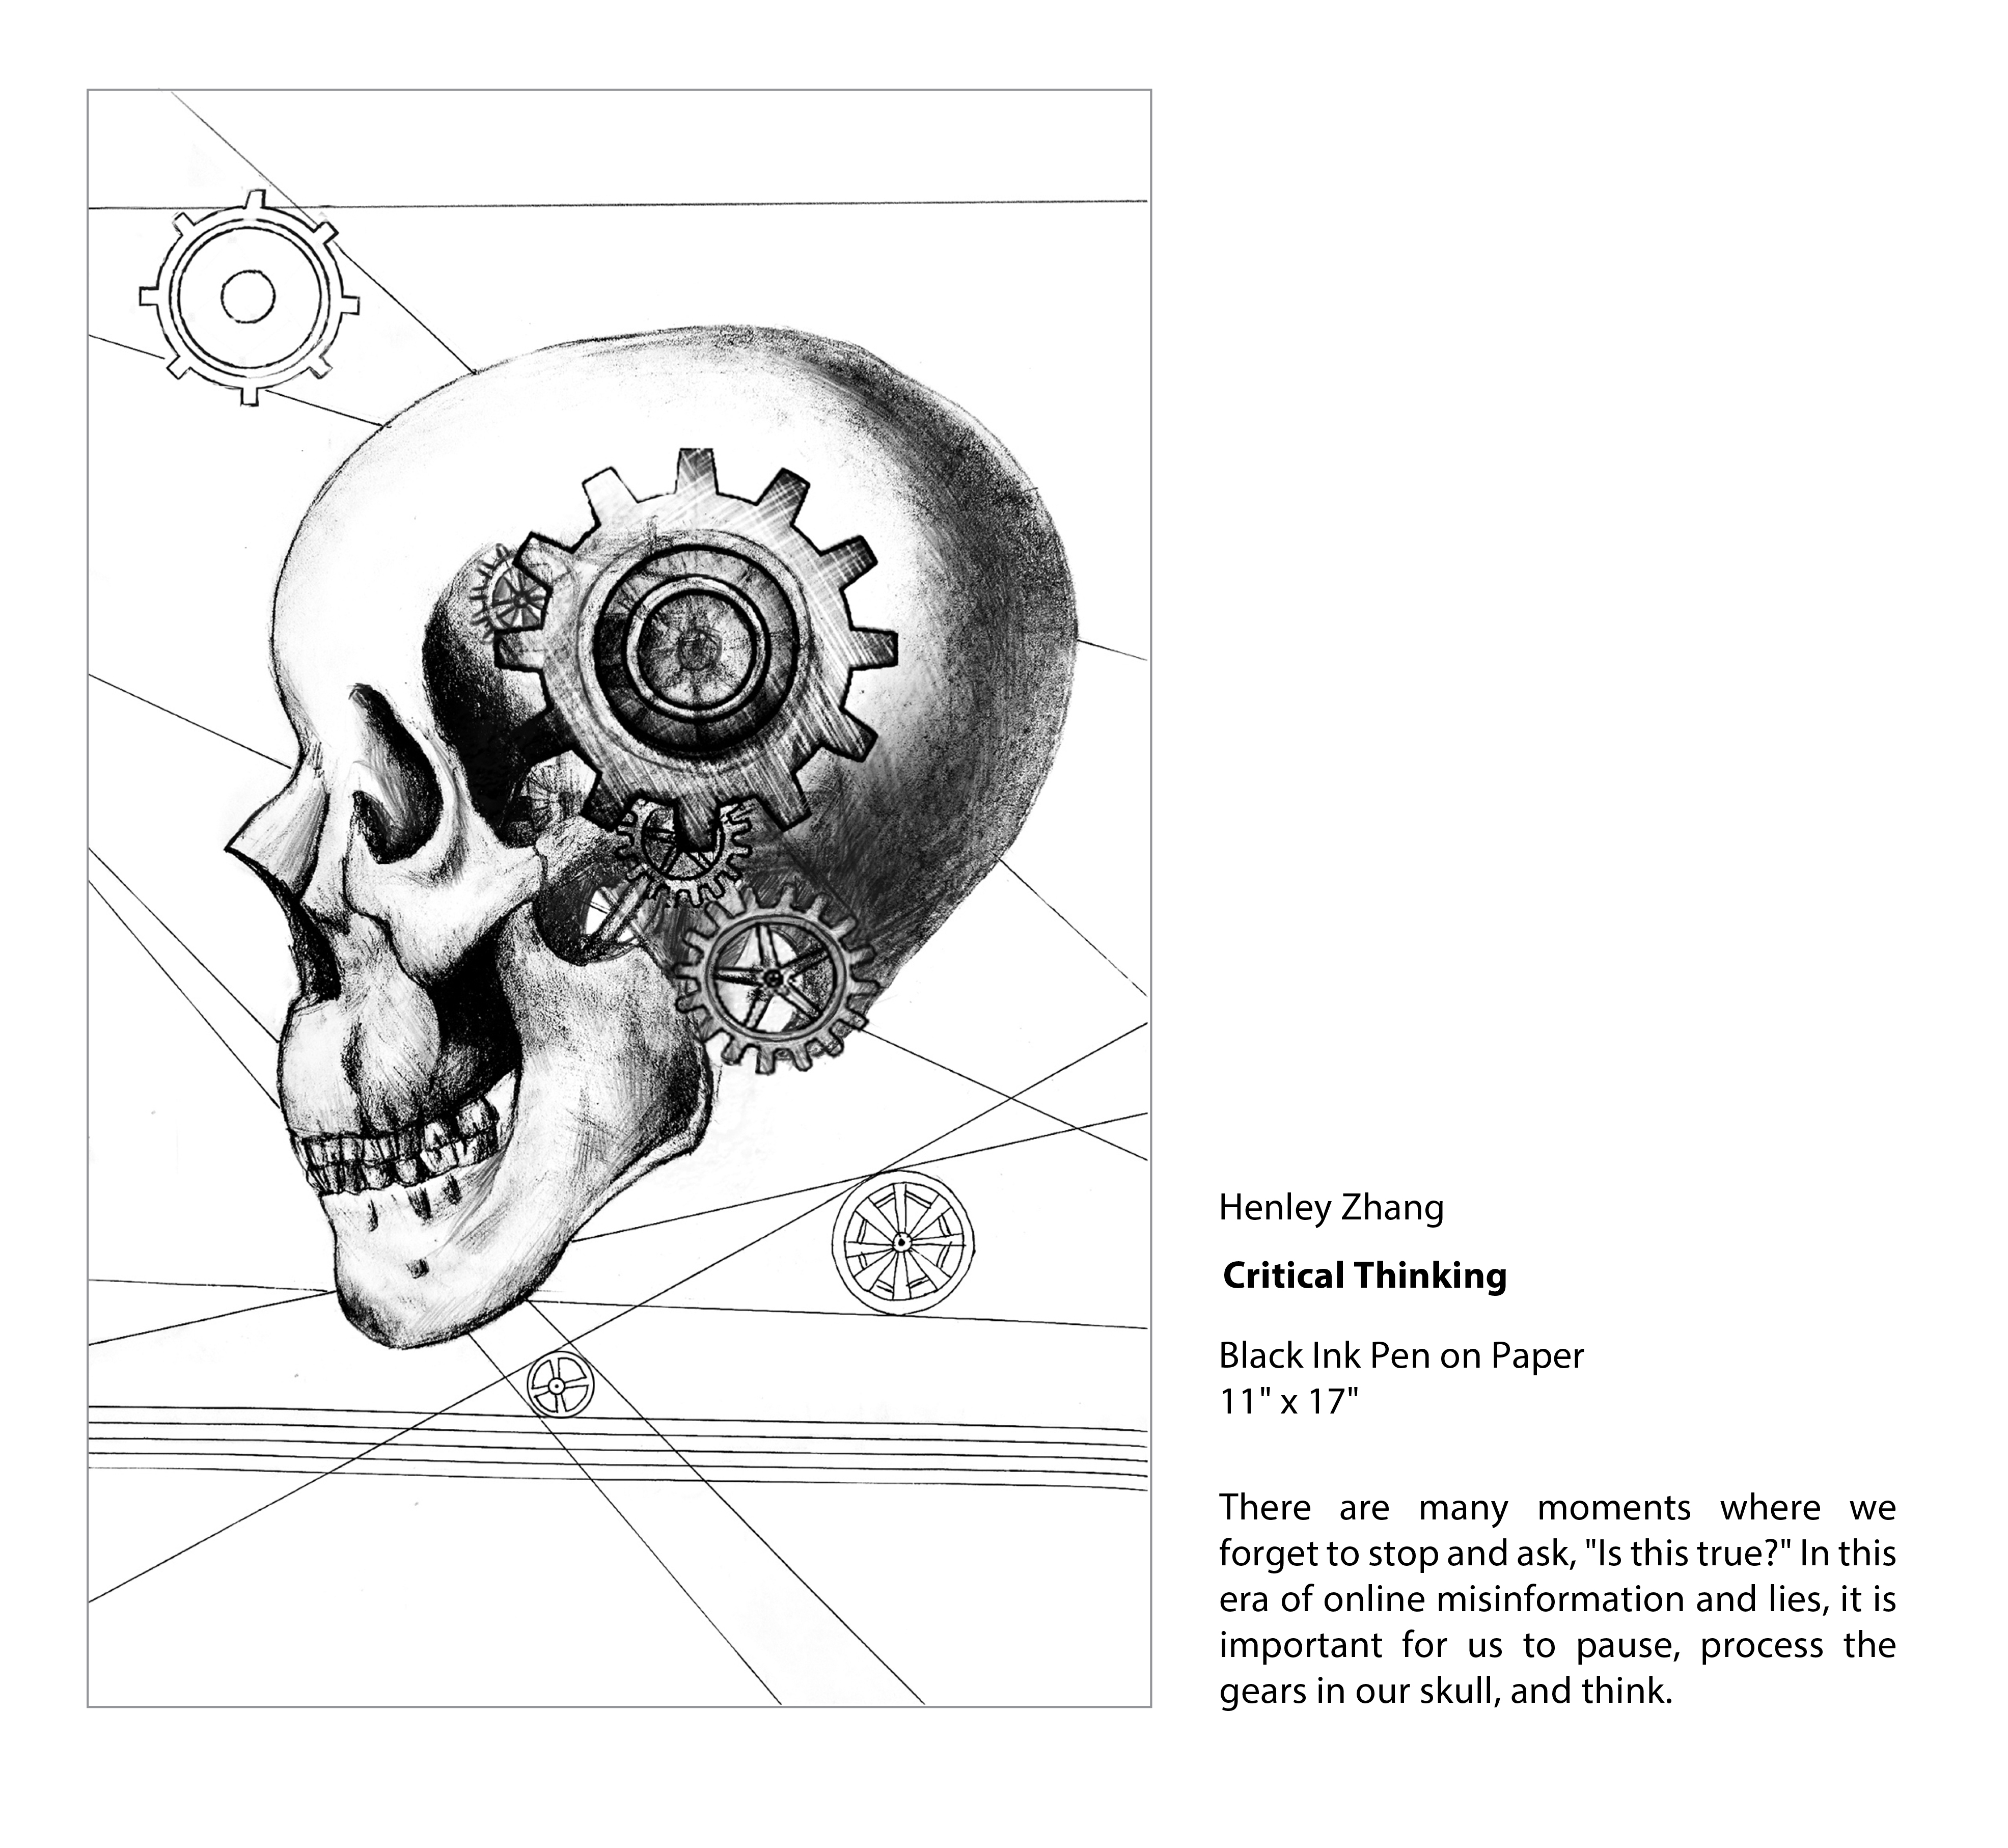 Henley Zhang
Critical Thinking
Black Ink Pen on Paper
11" x 17"
There are many moments where we
forget to stop and ask, "Is this true?" In this
era of online misinformation and lies, it is
important for us to pause, process the
gears in our skull, and think.